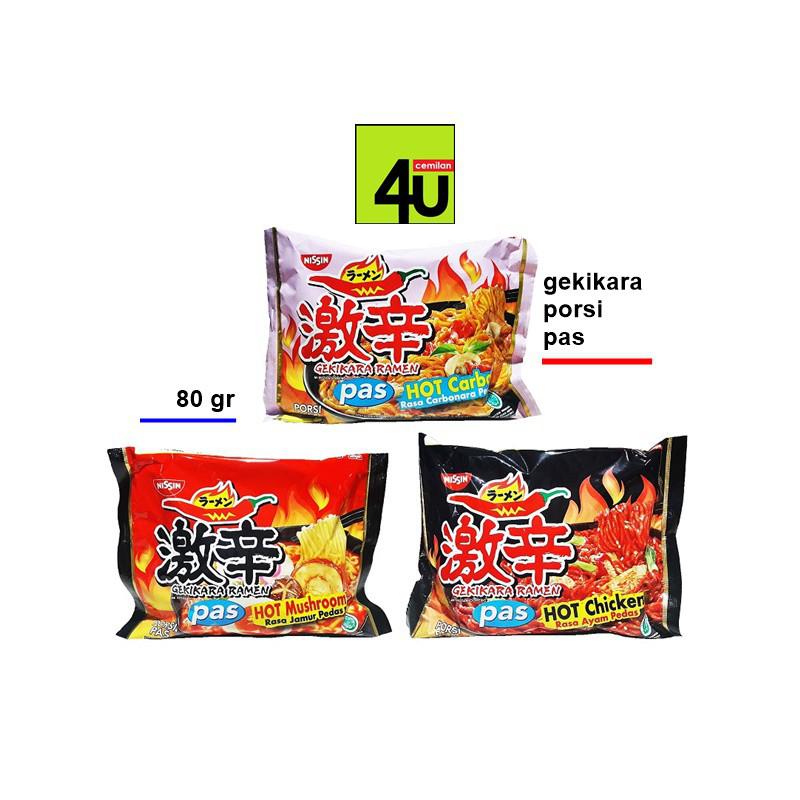 cemilan
4U
NISSIN
ラーメン
激辛
GEKIKARA RAMEN
pas
HOT Carbo
Rasa Carbonara Pe
PORSI
gekikara
porsi
pas
80 gr
NISSIN
ラーメン
激辛
GEKIKARA RAMEN
pas
HOT Mushroom
Rasa Jamur Pedas
PAS
NISSIN
ラーメン
激辛
GEKIKARA RAMEN
pas
HOT Chicken
Rasa Ayam Pedas
PORSI